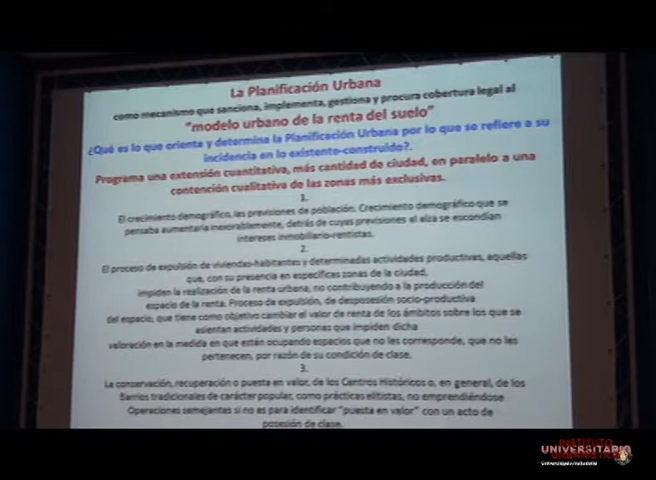 La Planificación Urbana
como mecanismo que sanciona, implementa, gestiona y procura cobertura legal al
"modelo urbano de la renta del suelo"
¿Qué es lo que orienta y determina la Planificación Urbana por lo que se refiere a su
incidencia en lo existente-construido?.
Programa una extensión cuantitativa, más cantidad de ciudad, en paralelo a una
contención cualitativa de las zonas más exclusivas.
1.
El crecimiento demográfico, las previsiones de población. Crecimiento demográfico que se
pensaba aumentaría inexorablemente, detrás de cuyas previsiones el alza se escondían
intereses inmobiliario-rentistas.
2.
El proceso de expulsión de viviendas-habitantes y determinadas actividades productivas, aquellas
que, con su presencia en específicas zonas de la ciudad,
impiden la realización de la renta urbana, no contribuyendo a la producción del
espacio de la renta. Proceso de expulsión, de desposesión socio-productiva
del espacio, que tiene como objetivo cambiar el valor de renta de los ámbitos sobre los que se
asientan actividades y personas que impiden dicha
valoración en la medida en que están ocupando espacios que no les corresponde, que no les
pertenecen, por razón de su condición de clase.
3.
La conservación, recuperación o puesta en valor, de los Centros Históricos o, en general, de los
Barrios tradicionales de carácter popular, como prácticas elitistas, no emprendiéndose
Operaciones semejantes si no es para identificar "puesta en valor" con un acto de
posesión de clase.
INSTITUTO
UNIVERSITARIO
URBANÍSTICA
Universidad de Valladolid